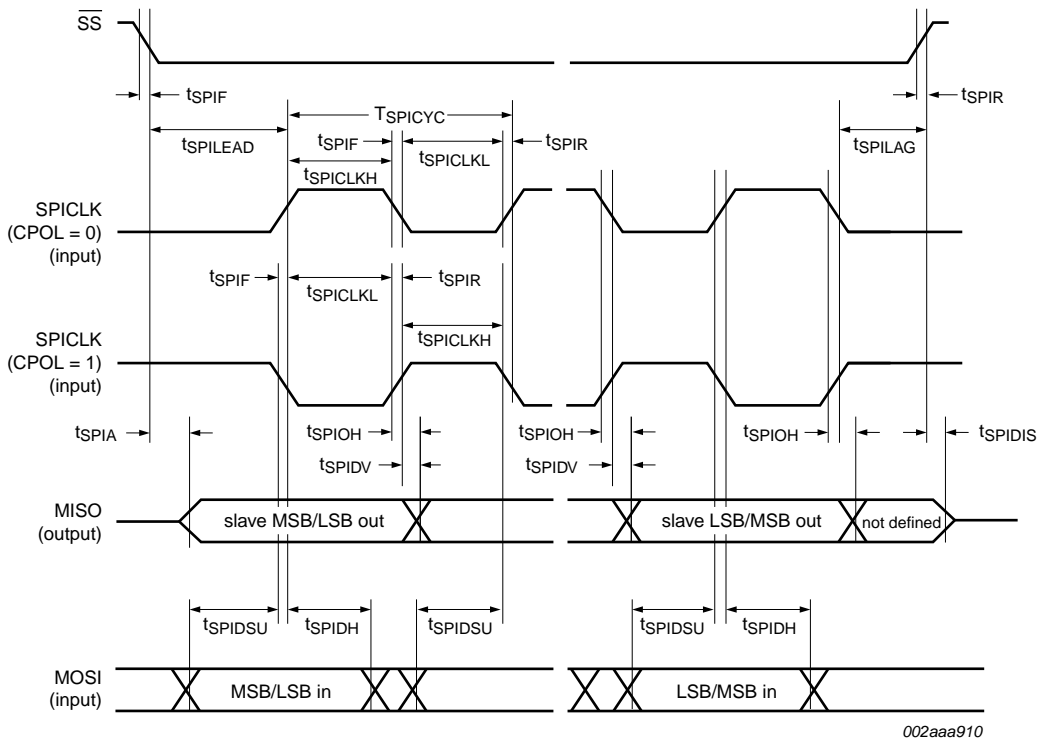 SS
tSPIF
tSPIR
TSPICYC
tSPILEAD
tSPIF
tSPICLKL
tSPIR
tSPILAG
tSPICLKH
SPICLK
(CPOL = 0)
(input)
tSPIF
tSPICLKL
tSPIR
tSPICLKH
SPICLK
(CPOL = 1)
(input)
tSPIA
tSPIOH
tSPIOH
tSPIOH
tSPIDIS
tSPIDV
tSPIDV
MISO
(output)
slave MSB/LSB out
slave LSB/MSB out
not defined
tSPIDSU
tSPIDH
tSPIDSU
tSPIDSU
tSPIDH
MOSI
(input)
MSB/LSB in
LSB/MSB in
002aaa910